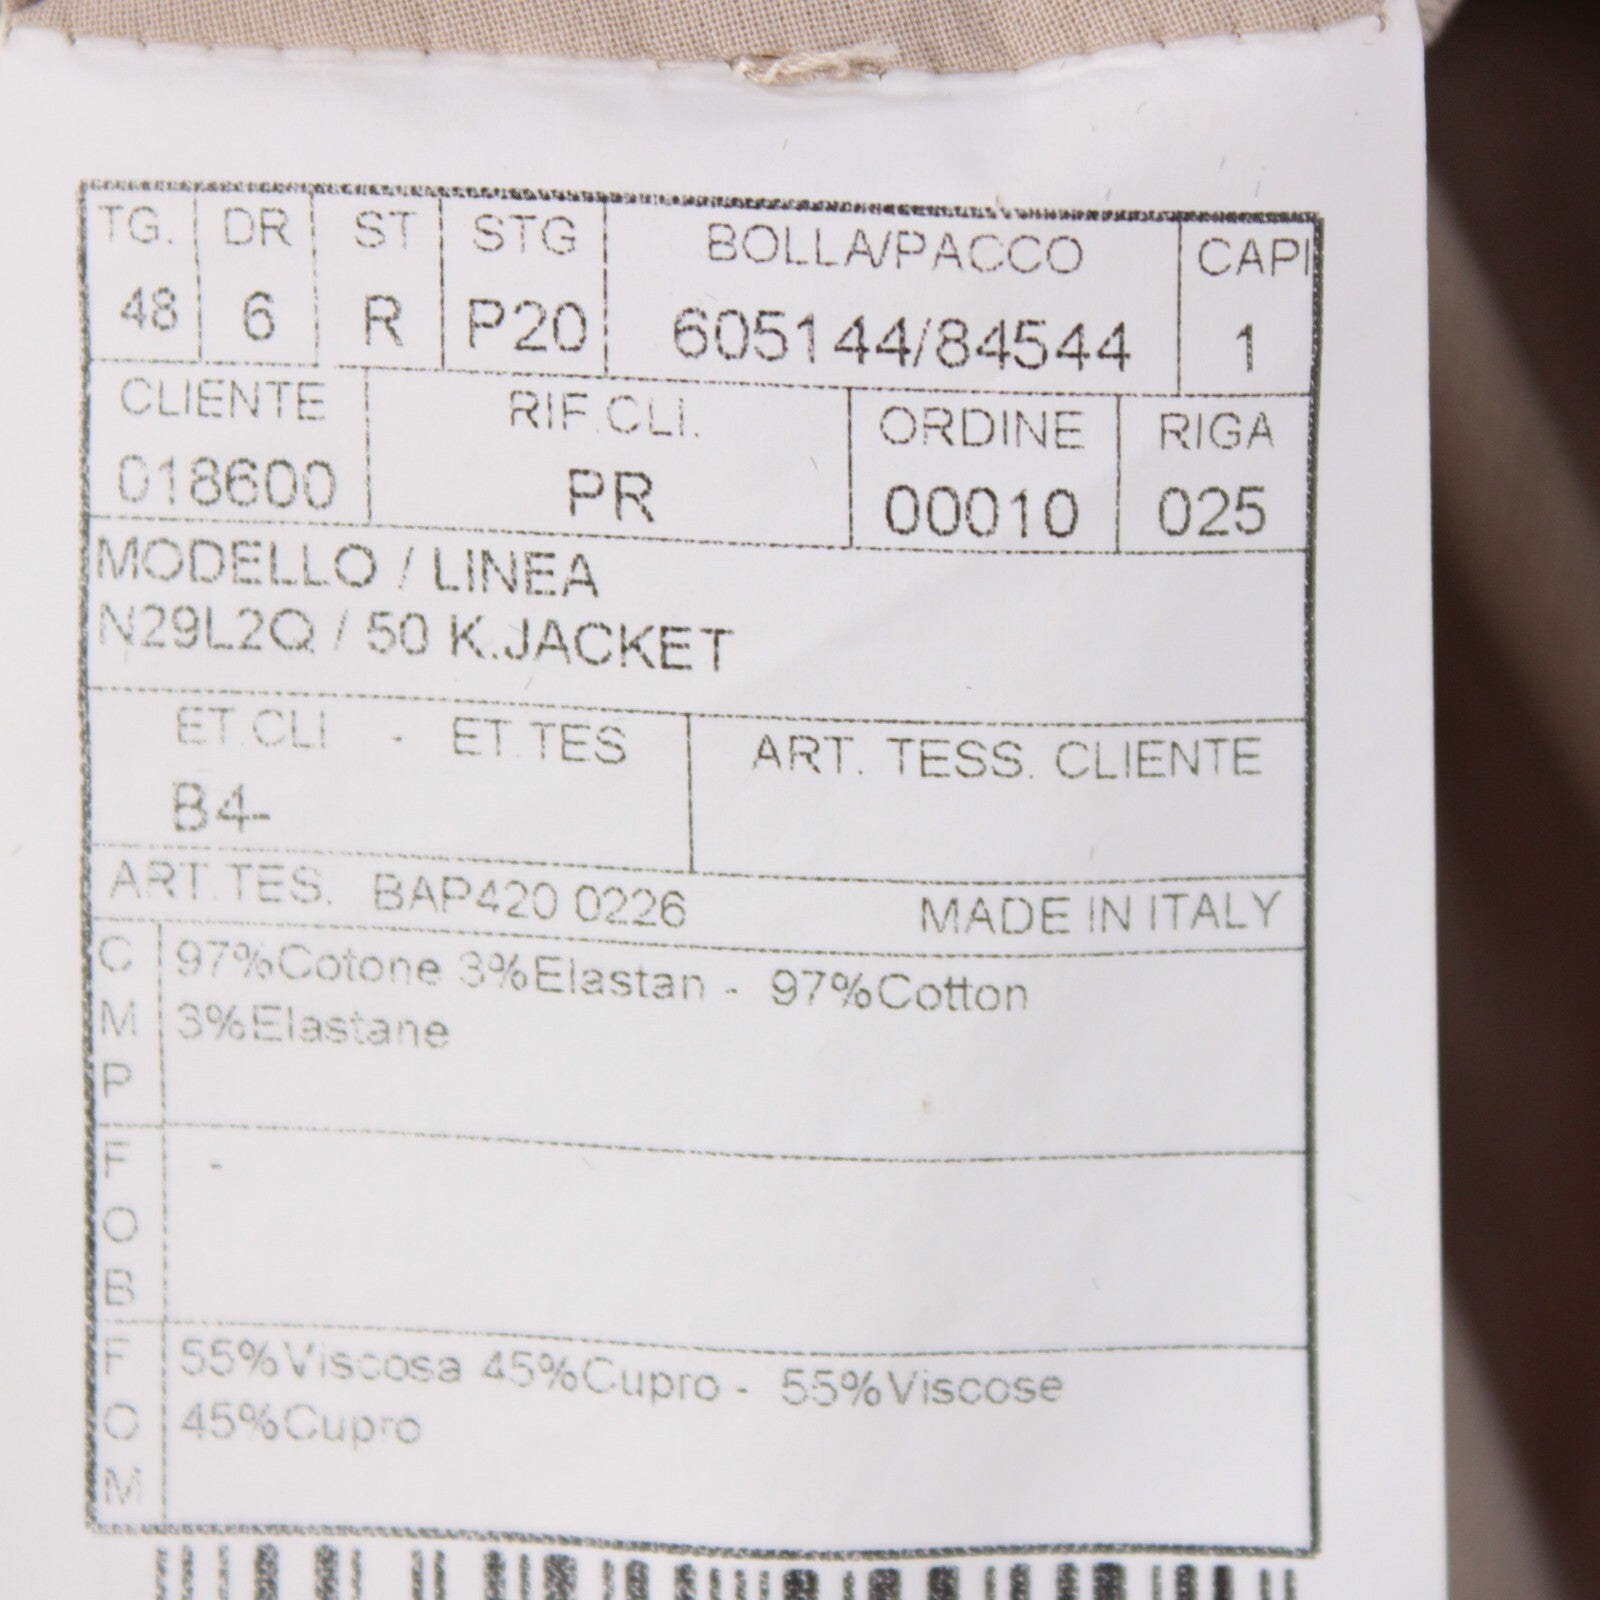 TG. DR ST STG BOLLA/PACCO CAPI
48 6 R P20 605144/84544 1
CLIENTE RIF.CLI. ORDINE RIGA
018600 PR 00010 025
MODELLO / LINEA
N29L2Q / 50 K.JACKET
ET.CLI - ET.TES ART. TESS. CLIENTE
B4-
ART.TES. BAP420 0226 MADE IN ITALY
CMP 97%Cotone 3%Elastan - 97%Cotton
3%Elastane
FOB -
FOM 55%Viscosa 45%Cupro - 55%Viscose
45%Cupro